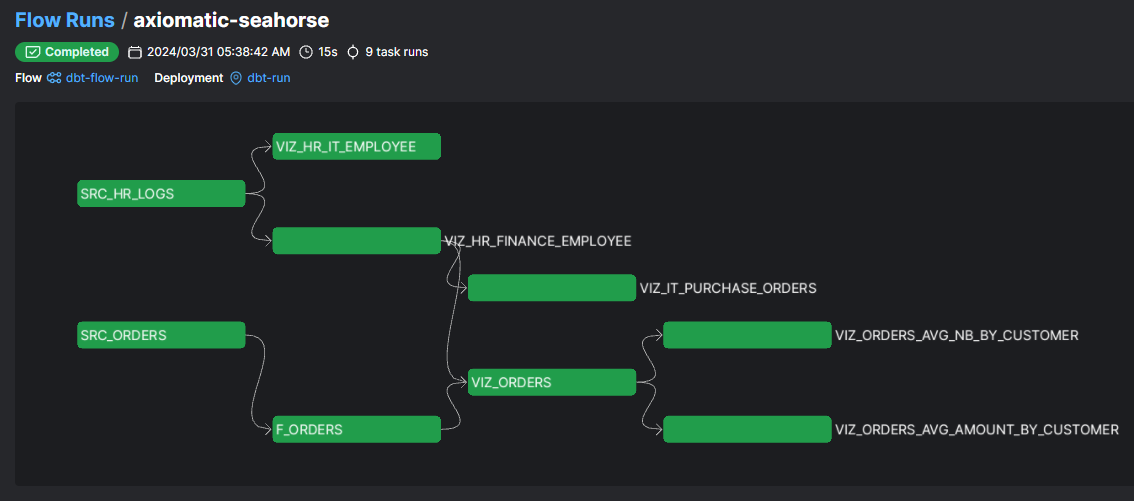 Flow Runs / axiomatic-seahorse
Completed 2024/03/31 05:38:42 AM 15s 9 task runs
Flow dbt-flow-run Deployment dbt-run
VIZ_HR_IT_EMPLOYEE
SRC_HR_LOGS
VIZ_HR_FINANCE_EMPLOYEE
VIZ_IT_PURCHASE_ORDERS
SRC_ORDERS
VIZ_ORDERS_AVG_NB_BY_CUSTOMER
VIZ_ORDERS
F_ORDERS
VIZ_ORDERS_AVG_AMOUNT_BY_CUSTOMER